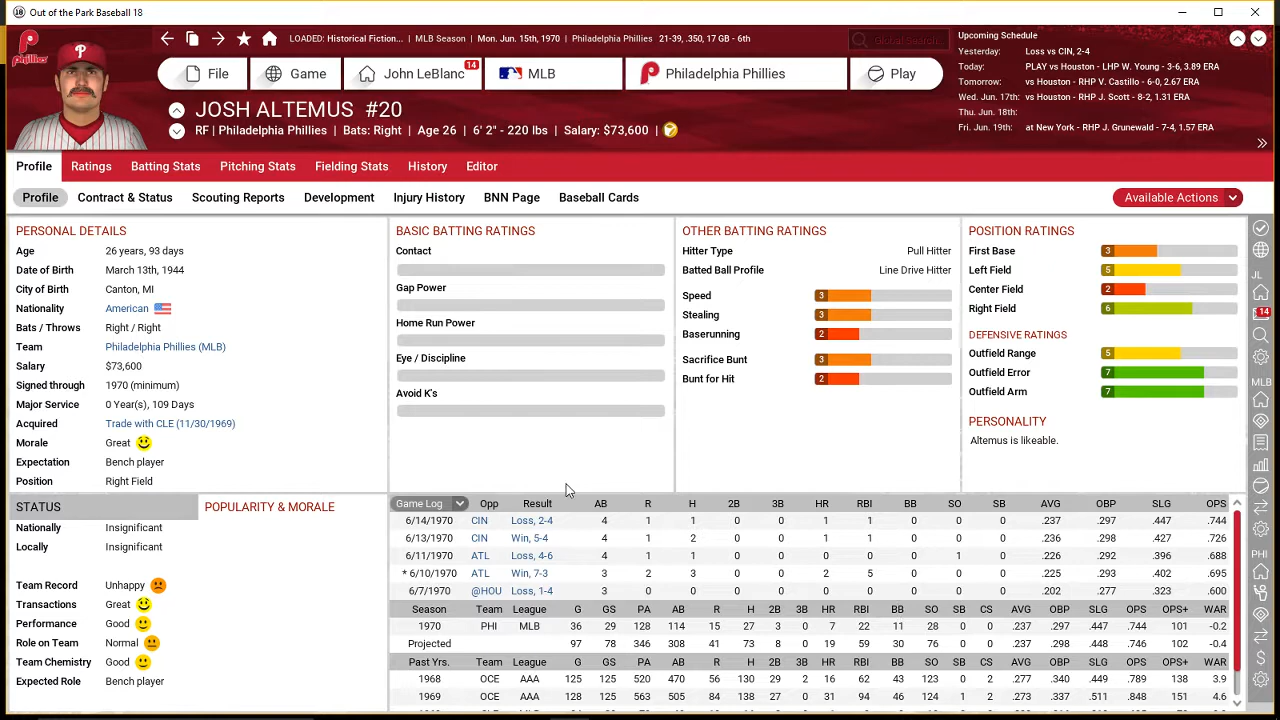 Out of the Park Baseball 18
LOADED: Historical Fiction... | MLB Season | Mon. Jun. 15th, 1970 | Philadelphia Phillies 21-39, .350, 17 GB - 6th
Global Search...
Upcoming Schedule
Yesterday: Loss vs CIN, 2-4
Today: PLAY vs Houston - LHP W. Young - 3-6, 3.89 ERA
Tomorrow: vs Houston - RHP V. Castillo - 6-0, 2.67 ERA
Wed. Jun. 17th: vs Houston - RHP J. Scott - 8-2, 1.31 ERA
Thu. Jun. 18th:
Fri. Jun. 19th: at New York - RHP J. Grunewald - 7-4, 1.57 ERA
File Game John LeBlanc 14 MLB Philadelphia Phillies Play
JOSH ALTEMUS #20
RF | Philadelphia Phillies | Bats: Right | Age 26 | 6' 2" - 220 lbs | Salary: $73,600 |
Profile Ratings Batting Stats Pitching Stats Fielding Stats History Editor
Profile Contract & Status Scouting Reports Development Injury History BNN Page Baseball Cards Available Actions
PERSONAL DETAILS
Age 26 years, 93 days
Date of Birth March 13th, 1944
City of Birth Canton, MI
Nationality American
Bats / Throws Right / Right
Team Philadelphia Phillies (MLB)
Salary $73,600
Signed through 1970 (minimum)
Major Service 0 Year(s), 109 Days
Acquired Trade with CLE (11/30/1969)
Morale Great
Expectation Bench player
Position Right Field
BASIC BATTING RATINGS
Contact
Gap Power
Home Run Power
Eye / Discipline
Avoid K's
OTHER BATTING RATINGS
Hitter Type Pull Hitter
Batted Ball Profile Line Drive Hitter
Speed 3
Stealing 3
Baserunning 2
Sacrifice Bunt 3
Bunt for Hit 2
POSITION RATINGS
First Base 3
Left Field 5
Center Field 2
Right Field 6
DEFENSIVE RATINGS
Outfield Range 5
Outfield Error 7
Outfield Arm 7
PERSONALITY
Altemus is likeable.
JL
14
MLB
PHI
STATUS POPULARITY & MORALE
Nationally Insignificant
Locally Insignificant
Team Record Unhappy
Transactions Great
Performance Good
Role on Team Normal
Team Chemistry Good
Expected Role Bench player
Game Log Opp Result AB R H 2B 3B HR RBI BB SO SB AVG OBP SLG OPS
6/14/1970 CIN Loss, 2-4 4 1 1 0 0 1 1 0 0 0 .237 .297 .447 .744
6/13/1970 CIN Win, 5-4 4 1 2 0 0 1 1 0 0 0 .236 .298 .427 .726
6/11/1970 ATL Loss, 4-6 4 1 1 0 0 0 0 0 1 0 .226 .292 .396 .688
* 6/10/1970 ATL Win, 7-3 3 2 3 0 0 2 5 0 0 0 .225 .293 .402 .695
6/7/1970 @HOU Loss, 1-4 3 0 0 0 0 0 0 0 0 0 .202 .277 .323 .600
Season Team League G GS PA AB R H 2B 3B HR RBI BB SO SB CS AVG OBP SLG OPS OPS+ WAR
1970 PHI MLB 36 29 128 114 15 27 3 0 7 22 11 28 0 0 .237 .297 .447 .744 101 -0.2
Projected 97 78 346 308 41 73 8 0 19 59 30 76 0 0 .237 .298 .448 .746 102 -0.4
Past Yrs. Team League G GS PA AB R H 2B 3B HR RBI BB SO SB CS AVG OBP SLG OPS OPS+ WAR
1968 OCE AAA 125 125 520 470 56 130 29 2 16 62 43 123 0 2 .277 .340 .449 .789 138 3.9
1969 OCE AAA 128 125 563 505 84 138 27 0 31 94 46 124 1 2 .273 .337 .511 .848 151 4.6